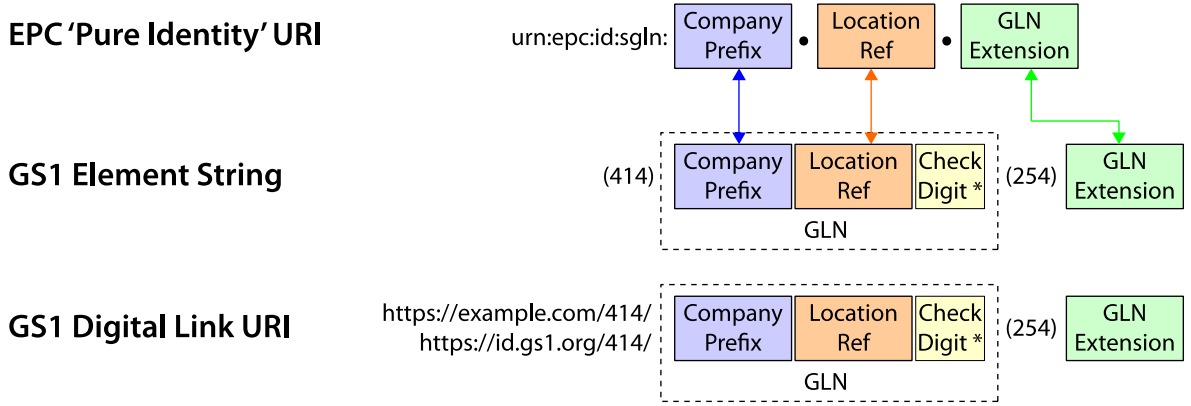 EPC ‘Pure Identity’ URI
urn:epc:id:sgln:
Company
Prefix
•
Location
Ref
•
GLN
Extension
GS1 Element String
(414)
Company
Prefix
Location
Ref
Check
Digit *
(254)
GLN
Extension
GLN
GS1 Digital Link URI
https://example.com/414/
https://id.gs1.org/414/
Company
Prefix
Location
Ref
Check
Digit *
(254)
GLN
Extension
GLN